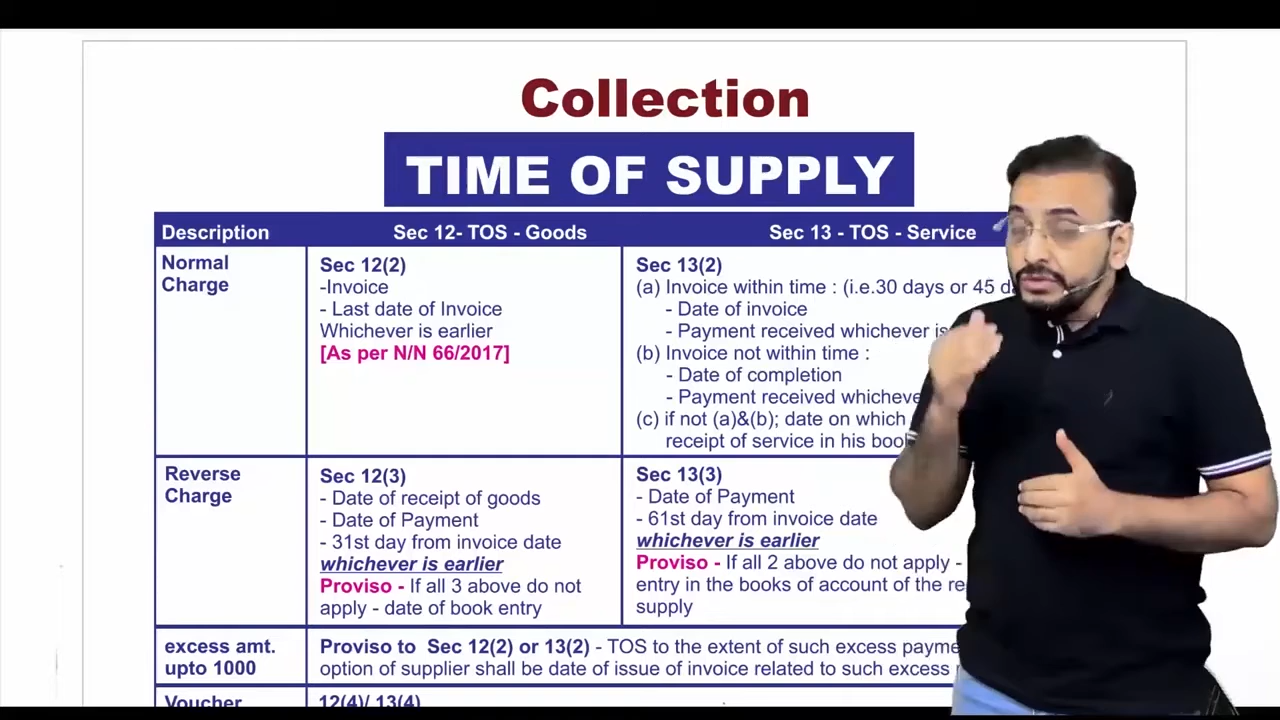 Collection
TIME OF SUPPLY
Description
Sec 12- TOS - Goods
Sec 13 - TOS - Service
Normal
Charge
Sec 12(2)
-Invoice
- Last date of Invoice
Whichever is earlier
[As per N/N 66/2017]
Sec 13(2)
(a) Invoice within time : (i.e.30 days or 45
- Date of invoice
- Payment received whichever is
(b) Invoice not within time :
- Date of completion
- Payment received
(c) if not (a)&(b); date on which
receipt of service in his
Reverse
Charge
Sec 12(3)
- Date of receipt of goods
- Date of Payment
- 31st day from invoice date
whichever is earlier
Proviso - If all 3 above do not
apply - date of book entry
Sec 13(3)
- Date of Payment
- 61st day from invoice date
whichever is earlier
Proviso - If all 2 above do not apply -
entry in the books of account of the
supply
excess amt.
upto 1000
Proviso to Sec 12(2) or 13(2) - TOS to the extent of such excess
option of supplier shall be date of issue of invoice related to such excess
Voucher
12(4)/ 13(4)